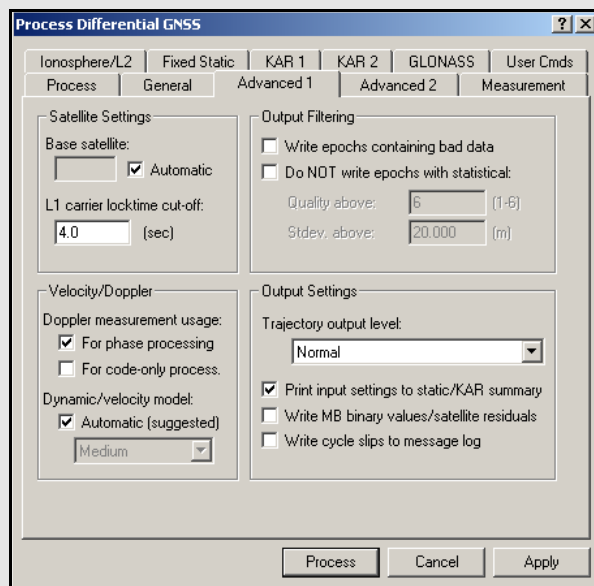 Process Differential GNSS
Ionosphere/L2 Fixed Static KAR 1 KAR 2 GLONASS User Cmds
Process General Advanced 1 Advanced 2 Measurement
Satellite Settings
Base satellite:
Automatic
L1 carrier locktime cut-off:
4.0 (sec)
Output Filtering
Write epochs containing bad data
Do NOT write epochs with statistical:
Quality above: 6 (1-6)
Stdev. above: 20.000 (m)
Velocity/Doppler
Doppler measurement usage:
For phase processing
For code-only process.
Dynamic/velocity model:
Automatic (suggested)
Medium
Output Settings
Trajectory output level:
Normal
Print input settings to static/KAR summary
Write MB binary values/satellite residuals
Write cycle slips to message log
Process Cancel Apply